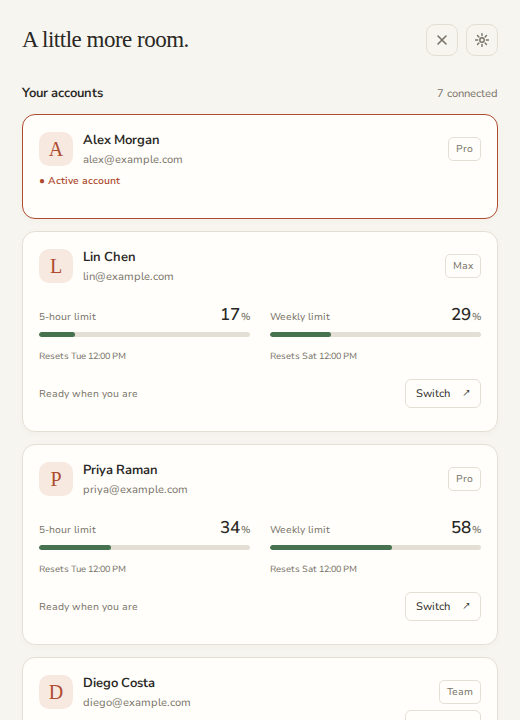 A little more room.
Your accounts
7 connected
A
Alex Morgan
alex@example.com
Pro
● Active account
L
Lin Chen
lin@example.com
Max
5-hour limit 17%
Weekly limit 29%
Resets Tue 12:00 PM
Resets Sat 12:00 PM
Ready when you are
Switch ↗
P
Priya Raman
priya@example.com
Pro
5-hour limit 34%
Weekly limit 58%
Resets Tue 12:00 PM
Resets Sat 12:00 PM
Ready when you are
Switch ↗
D
Diego Costa
diego@example.com
Team